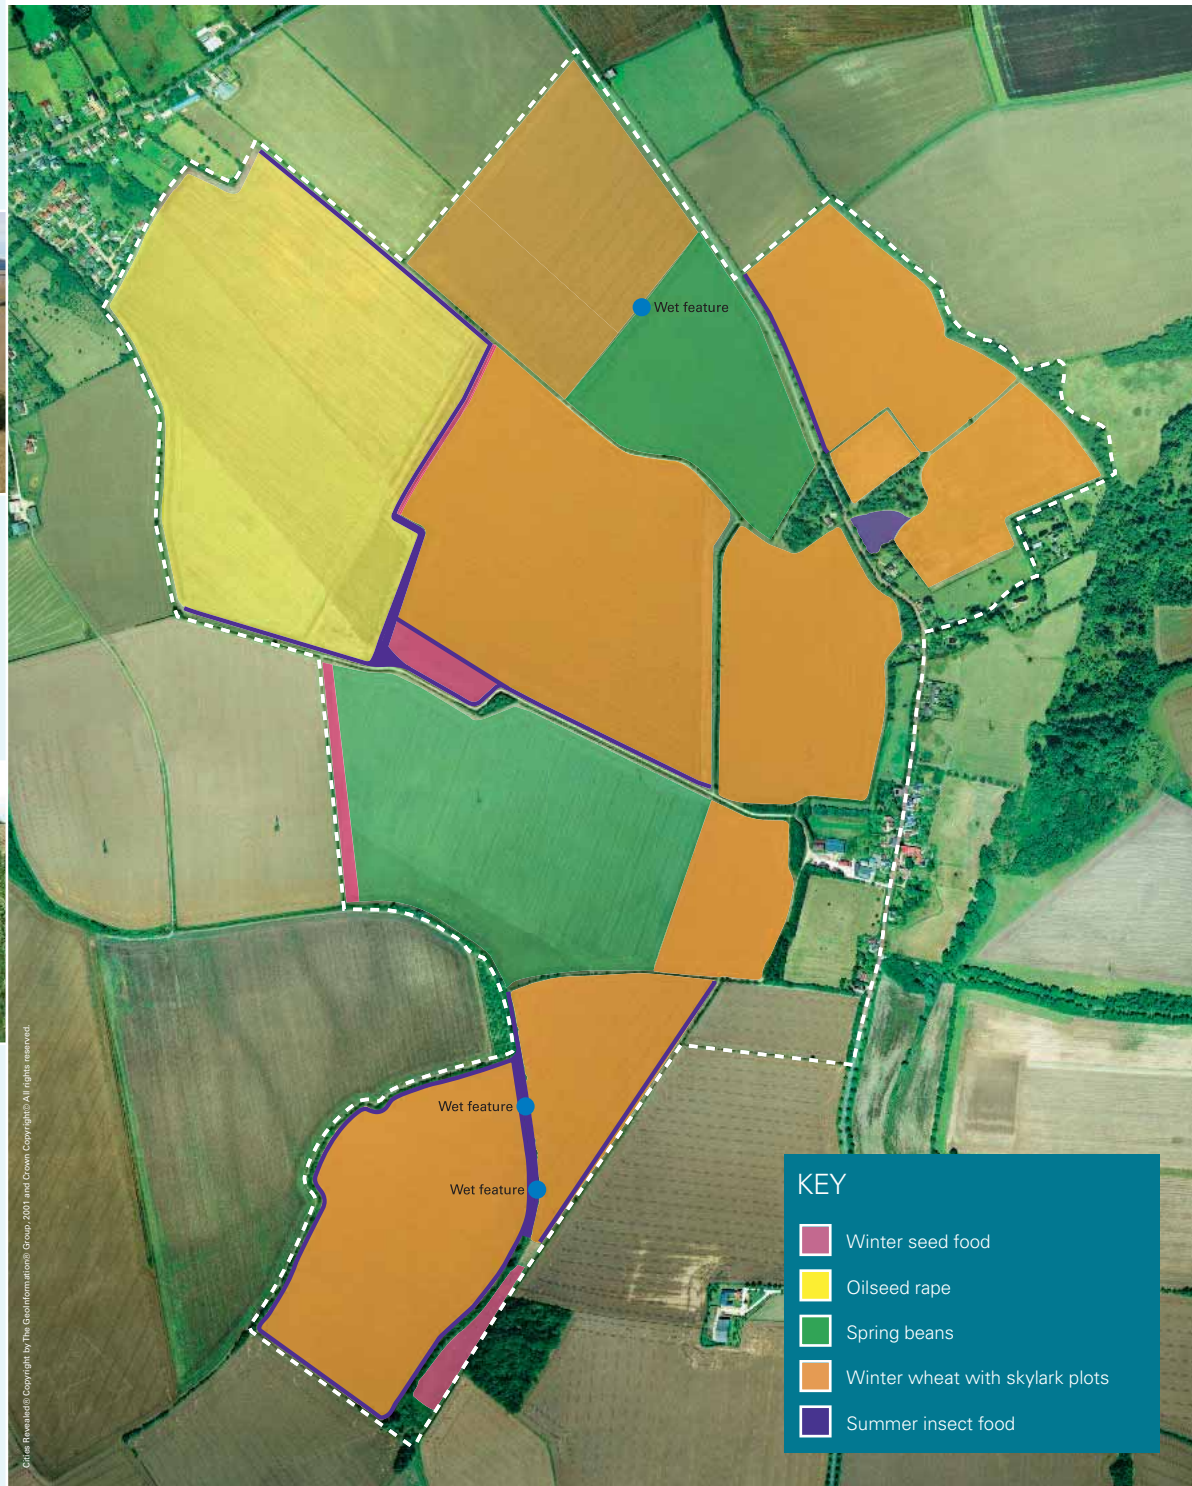 Wet feature
Wet feature
Wet feature
KEY
Winter seed food
Oilseed rape
Spring beans
Winter wheat with skylark plots
Summer insect food
Cities Revealed® Copyright by The GeoInformation® Group, 2001 and Crown Copyright© All rights reserved.